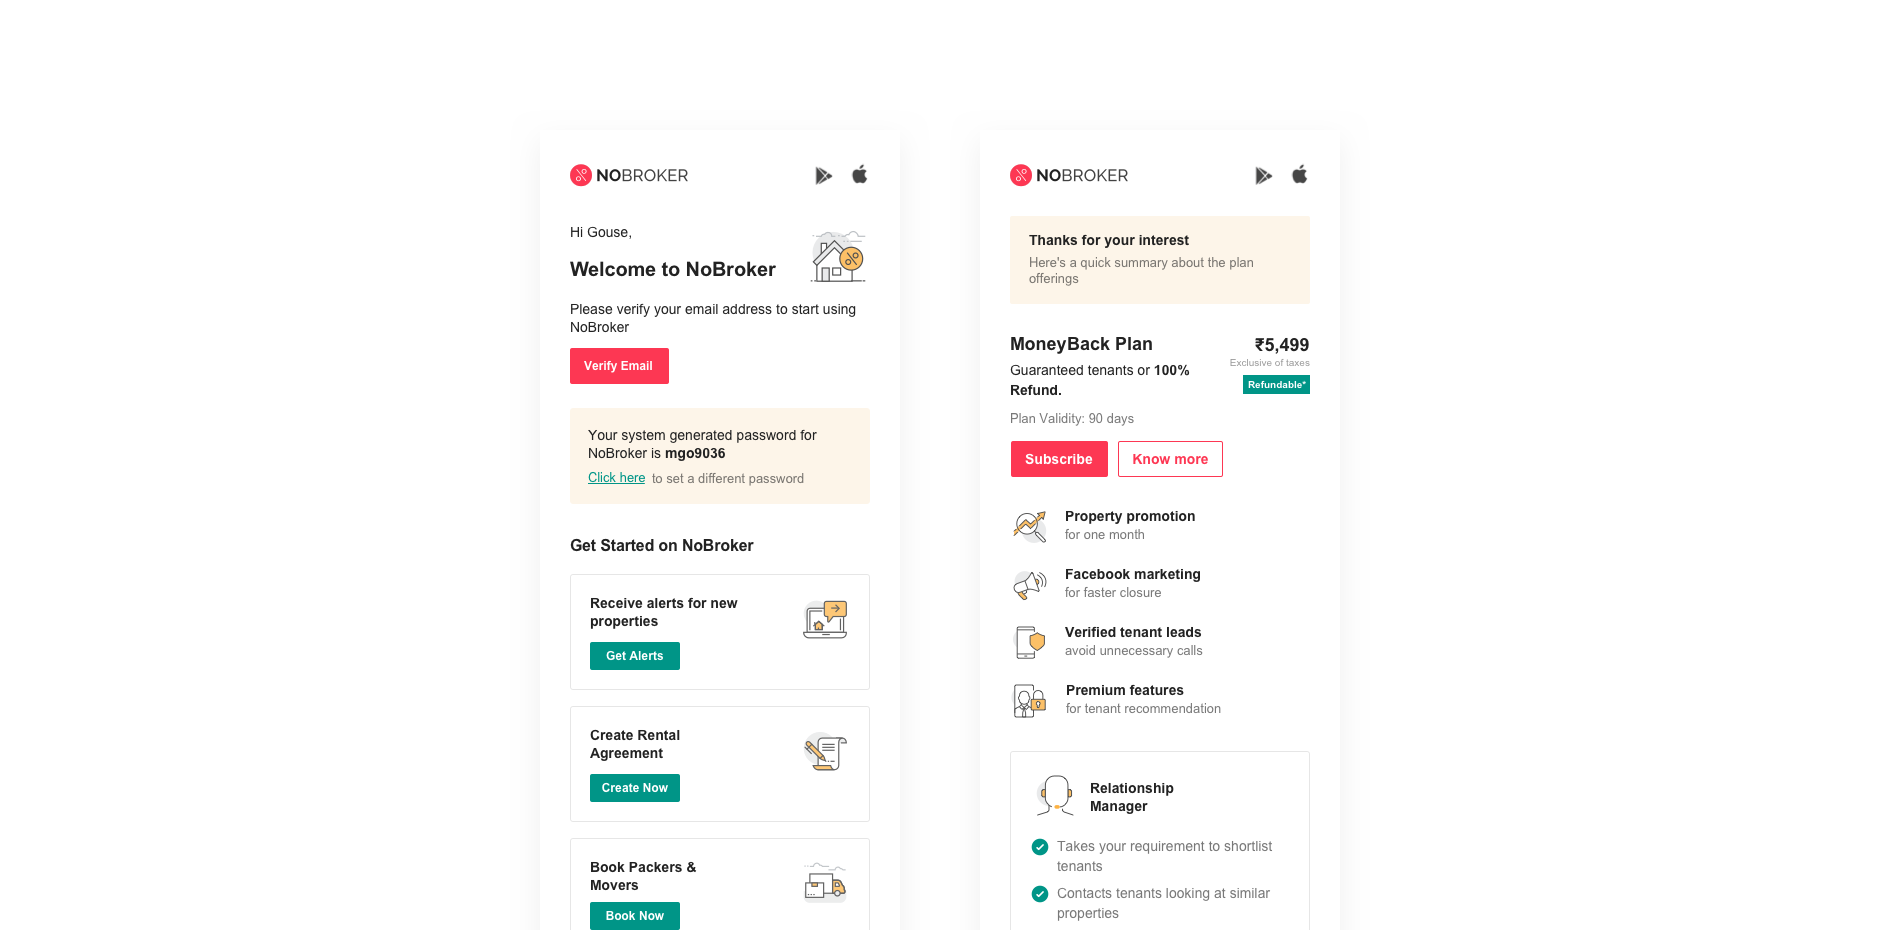 NOBROKER
Hi Gouse,
Welcome to NoBroker
Please verify your email address to start using
NoBroker
Verify Email
Your system generated password for
NoBroker is mgo9036
Click here to set a different password
Get Started on NoBroker
Receive alerts for new
properties
Get Alerts
Create Rental
Agreement
Create Now
Book Packers &
Movers
Book Now
NOBROKER
Thanks for your interest
Here's a quick summary about the plan
offerings
MoneyBack Plan
₹5,499
Exclusive of taxes
Refundable*
Guaranteed tenants or 100%
Refund.
Plan Validity: 90 days
Subscribe
Know more
Property promotion
for one month
Facebook marketing
for faster closure
Verified tenant leads
avoid unnecessary calls
Premium features
for tenant recommendation
Relationship
Manager
Takes your requirement to shortlist
tenants
Contacts tenants looking at similar
properties